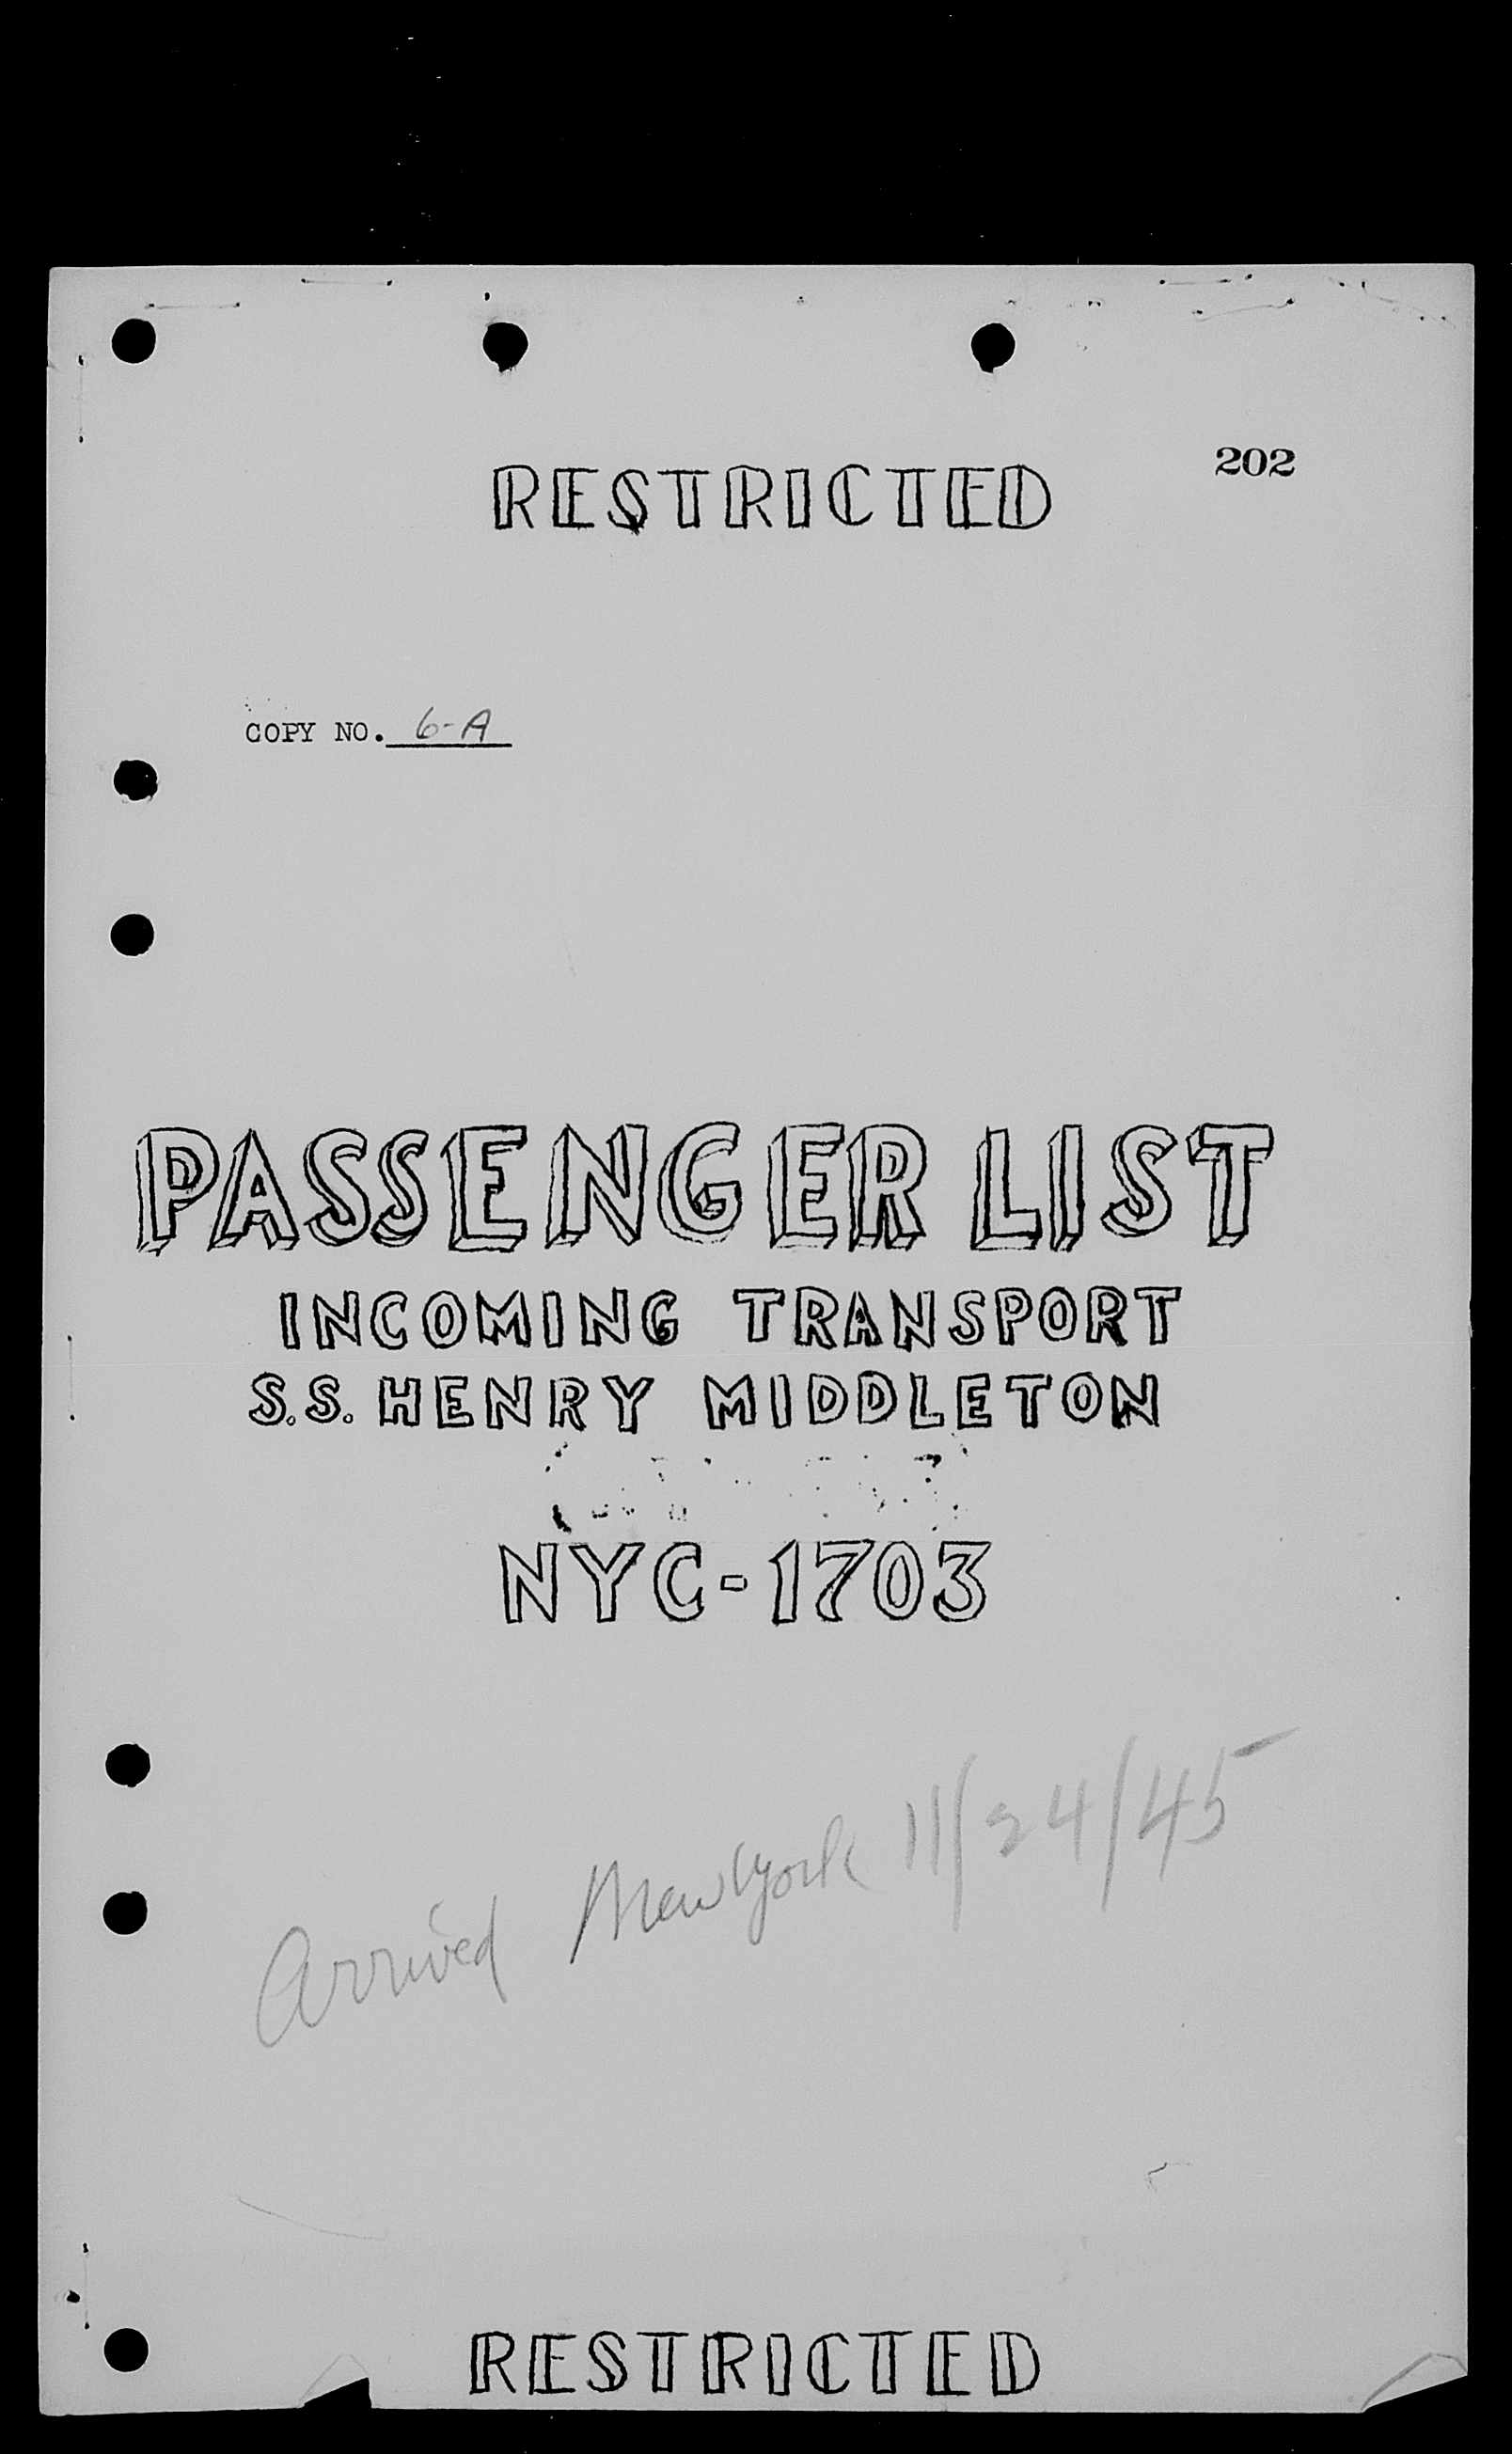 RESTRICTED
202
COPY NO. 6-A
PASSENGER LIST
INCOMING TRANSPORT
S.S. HENRY MIDDLETON
NYC-1703
Arrived New York 11/24/45
RESTRICTED